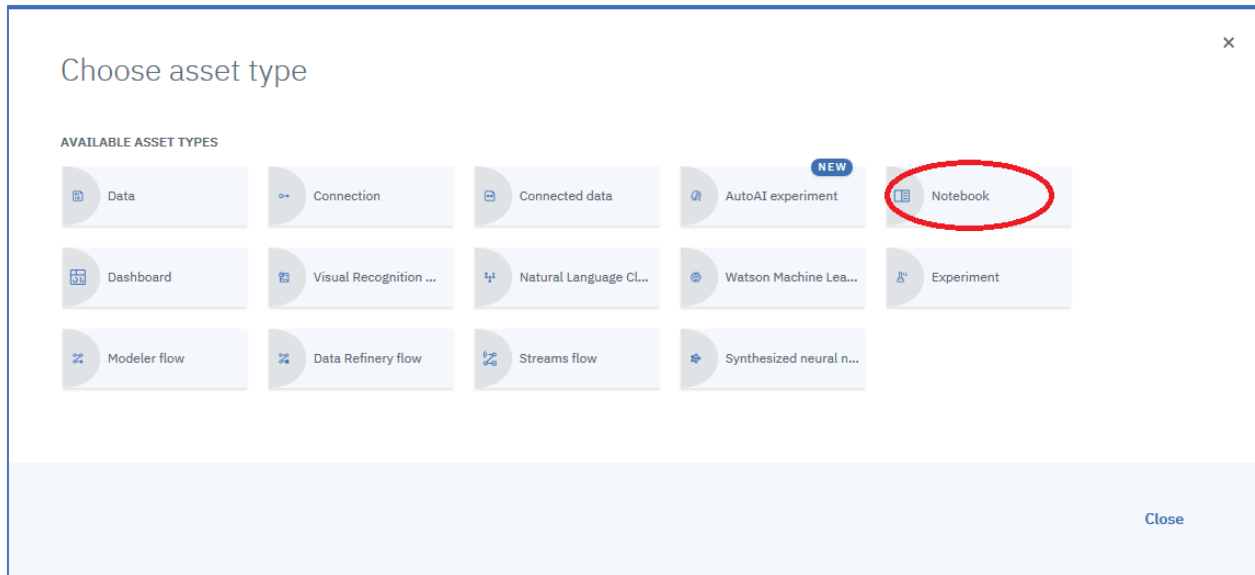 ×
Choose asset type
AVAILABLE ASSET TYPES
NEW
Data
Connection
Connected data
AutoAI experiment
Notebook
Dashboard
Visual Recognition ...
Natural Language Cl...
Watson Machine Lea...
Experiment
Modeler flow
Data Refinery flow
Streams flow
Synthesized neural n...
Close